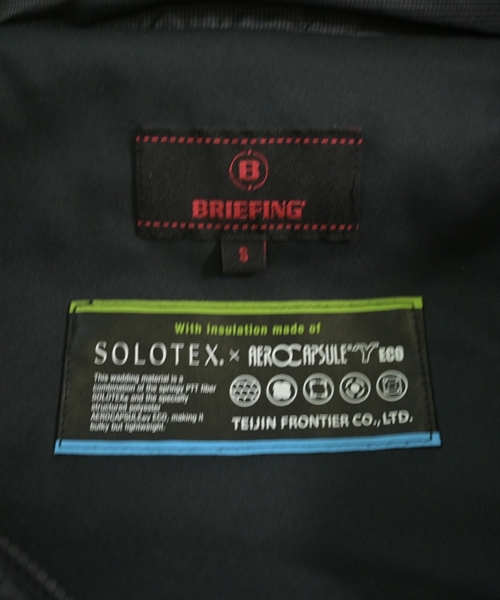 B
BRIEFING
S
With insulation made of
SOLOTEX® × AEROCAPSULE®Y ECO
This wadding material is a
combination of the springy PTT fiber
SOLOTEX® and the specialty
structured polyester
AEROCAPSULE®Y ECO, making it
bulky but lightweight.
TEIJIN FRONTIER CO., LTD.